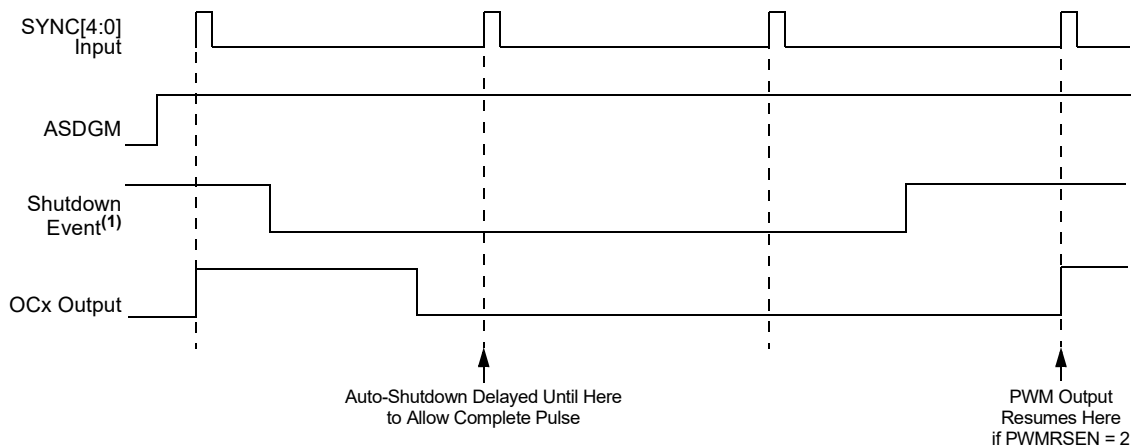 SYNC[4:0]
Input
ASDGM
Shutdown
Event(1)
OCx Output
Auto-Shutdown Delayed Until Here
to Allow Complete Pulse
PWM Output
Resumes Here
if PWMRSEN = 2